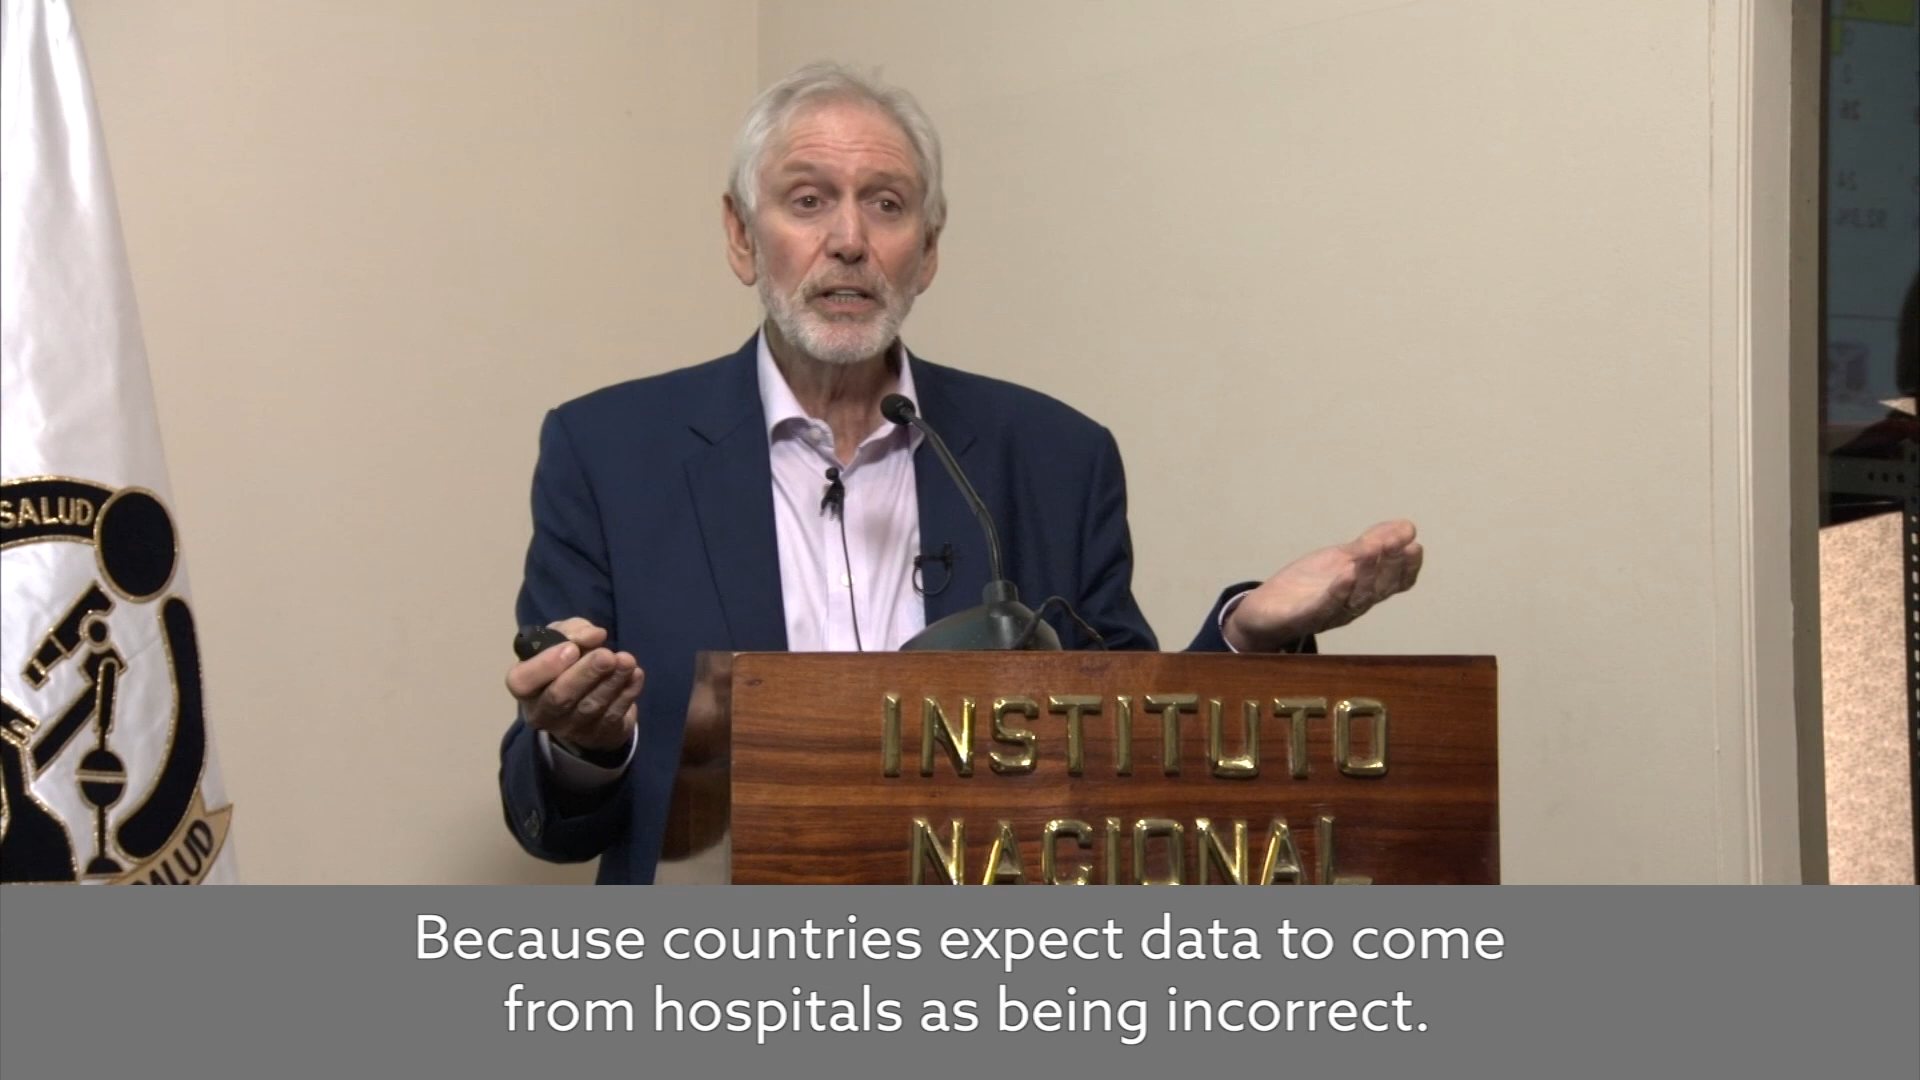 SALUD
SALUD
INSTITUTO
NACIONAL
Because countries expect data to come
from hospitals as being incorrect.